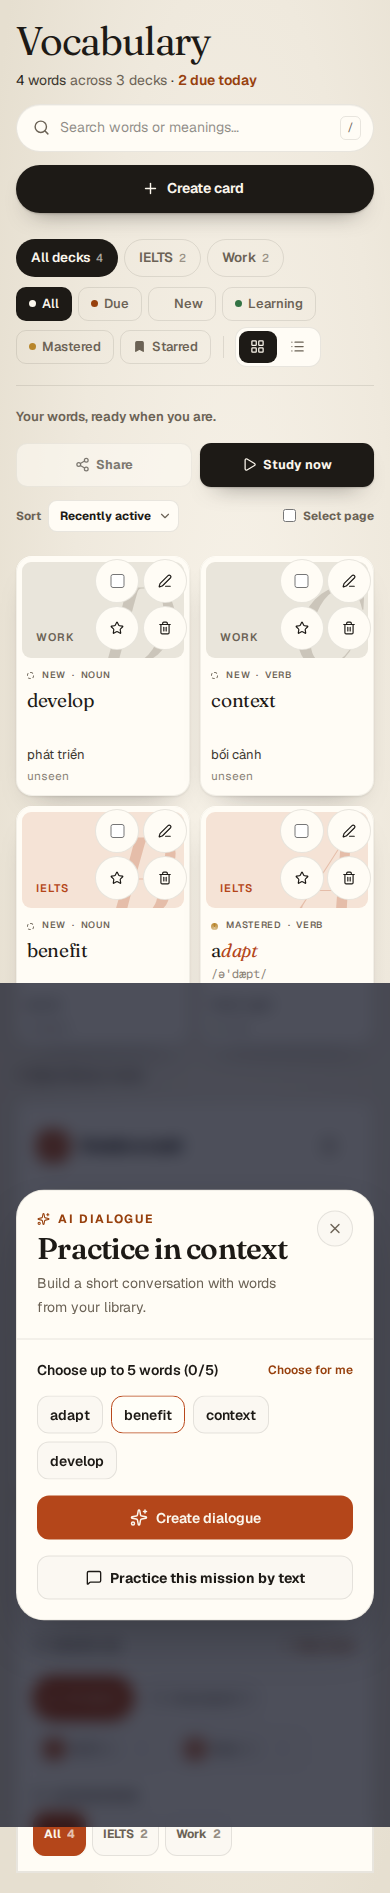 Vocabulary
4 words across 3 decks · 2 due today
Search words or meanings… /
Create card
All decks 4 IELTS 2 Work 2
All Due New Learning
Mastered Starred
Your words, ready when you are.
Share Study now
Sort Recently active Select page
WORK WORK
NEW · NOUN NEW · VERB
develop context
phát triển bối cảnh
unseen unseen
IELTS IELTS
NEW · NOUN MASTERED · VERB
benefit adapt
/əˈdæpt/
AI DIALOGUE
Practice in context
Build a short conversation with words
from your library.
Choose up to 5 words (0/5) Choose for me
adapt benefit context
develop
Create dialogue
Practice this mission by text
All 4 IELTS 2 Work 2